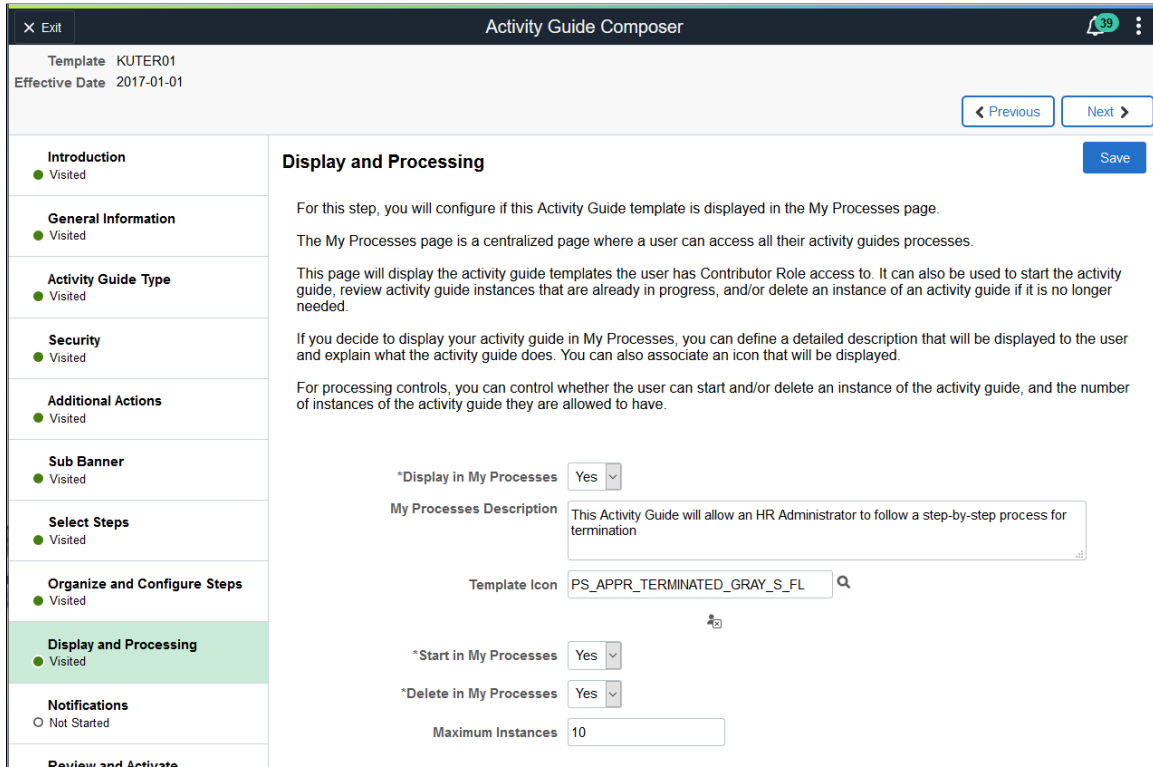 Exit
Activity Guide Composer
39
Template KUTER01
Effective Date 2017-01-01
Previous
Next
Introduction
Visited
General Information
Visited
Activity Guide Type
Visited
Security
Visited
Additional Actions
Visited
Sub Banner
Visited
Select Steps
Visited
Organize and Configure Steps
Visited
Display and Processing
Visited
Notifications
Not Started
Review and Activate
Display and Processing
Save
For this step, you will configure if this Activity Guide template is displayed in the My Processes page.
The My Processes page is a centralized page where a user can access all their activity guides processes.
This page will display the activity guide templates the user has Contributor Role access to. It can also be used to start the activity
guide, review activity guide instances that are already in progress, and/or delete an instance of an activity guide if it is no longer
needed.
If you decide to display your activity guide in My Processes, you can define a detailed description that will be displayed to the user
and explain what the activity guide does. You can also associate an icon that will be displayed.
For processing controls, you can control whether the user can start and/or delete an instance of the activity guide, and the number
of instances of the activity guide they are allowed to have.
*Display in My Processes Yes
My Processes Description This Activity Guide will allow an HR Administrator to follow a step-by-step process for
termination
Template Icon PS_APPR_TERMINATED_GRAY_S_FL
*Start in My Processes Yes
*Delete in My Processes Yes
Maximum Instances 10